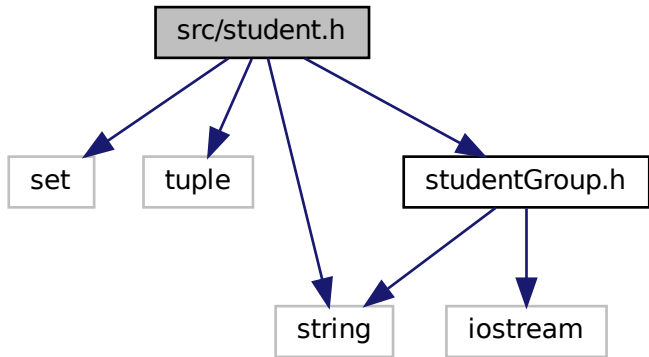 src/student.h
set
tuple
studentGroup.h
string
iostream